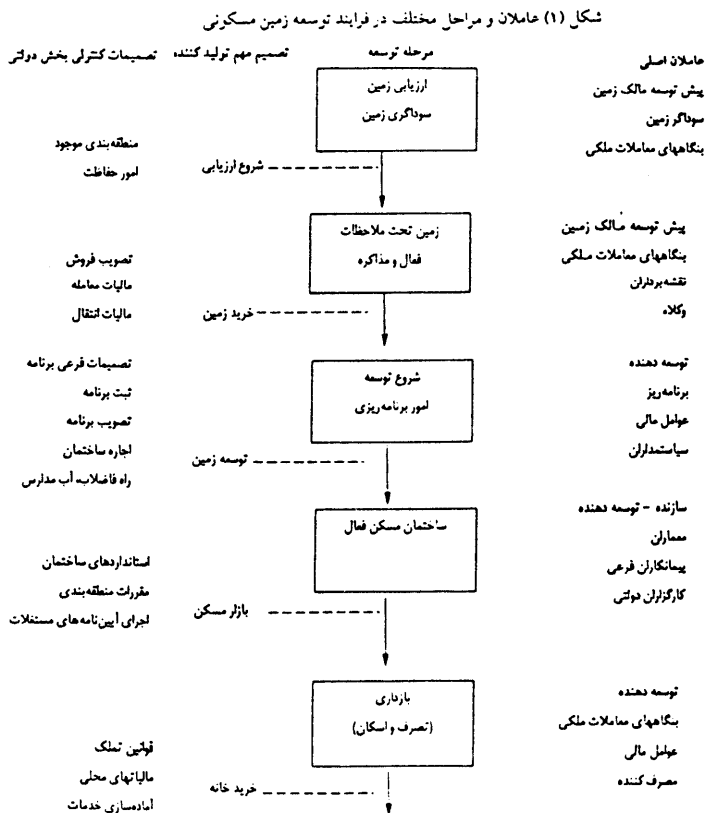 شکل (۱) عاملان و مراحل مختلف در فرایند توسعه زمین مسکونی
عاملان اصلی
مرحله توسعه
تصمیم مهم تولید کننده
تصمیمات کنترلی بخش دولتی
پیش توسعه مالک زمین
سوداگر زمین
بنگاههای معاملات ملکی
ارزیابی زمین
سوداگری زمین
شروع ارزیابی
منطقه‌بندی موجود
امور حفاظت
پیش توسعه مالک زمین
بنگاههای معاملات ملکی
نقشه‌برداران
وکلاء
زمین تحت ملاحظات
فعال و مذاکره
خرید زمین
تصویب فروش
مالیات معامله
مالیات انتقال
توسعه دهنده
برنامه‌ریز
عوامل مالی
سیاستمداران
شروع توسعه
امور برنامه‌ریزی
توسعه زمین
تصمیمات فرعی برنامه
ثبت برنامه
تصویب برنامه
اجاره ساختمان
راه فاضلاب، آب مدارس
سازنده - توسعه دهنده
معماران
پیمانکاران فرعی
کارگزاران دولتی
ساختمان مسکن فعال
بازار مسکن
استانداردهای ساختمان
مقررات منطقه‌بندی
اجرای آیین‌نامه‌های مستغلات
توسعه دهنده
بنگاههای معاملات ملکی
عوامل مالی
مصرف کننده
بازداری
(تصرف و اسکان)
خرید خانه
قوانین تملک
مالیاتهای محلی
آماده‌سازی خدمات